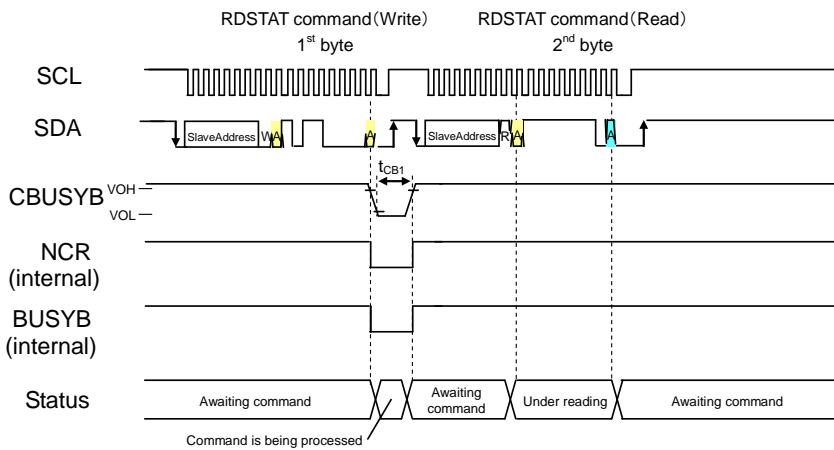 RDSTAT command(Write)
1st byte
RDSTAT command(Read)
2nd byte
SCL
SDA
SlaveAddress W A A SlaveAddress R A A
tCB1
CBUSYB
VOH
VOL
NCR
(internal)
BUSYB
(internal)
Status
Awaiting command
Awaiting
command
Under reading
Awaiting command
Command is being processed